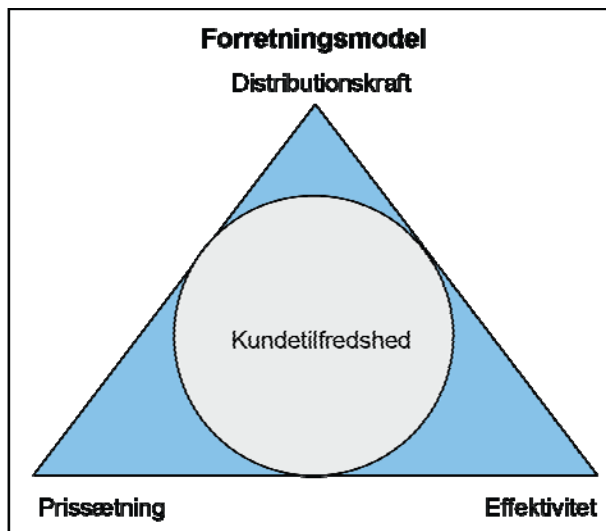 Forretningsmodel
Distributionskraft
Kundetilfredshed
Prissætning
Effektivitet